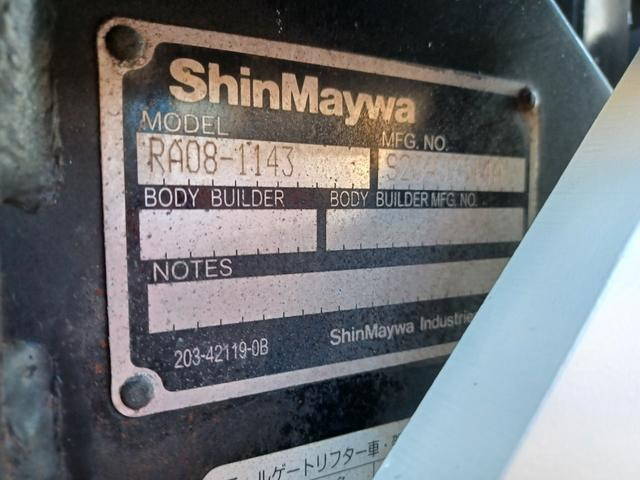 ShinMaywa
MODEL MFG. NO.
RA08-1143
BODY BUILDER BODY BUILDER MFG. NO.
NOTES
203-42119-0B ShinMaywa Industrie
ールゲートリフター車・